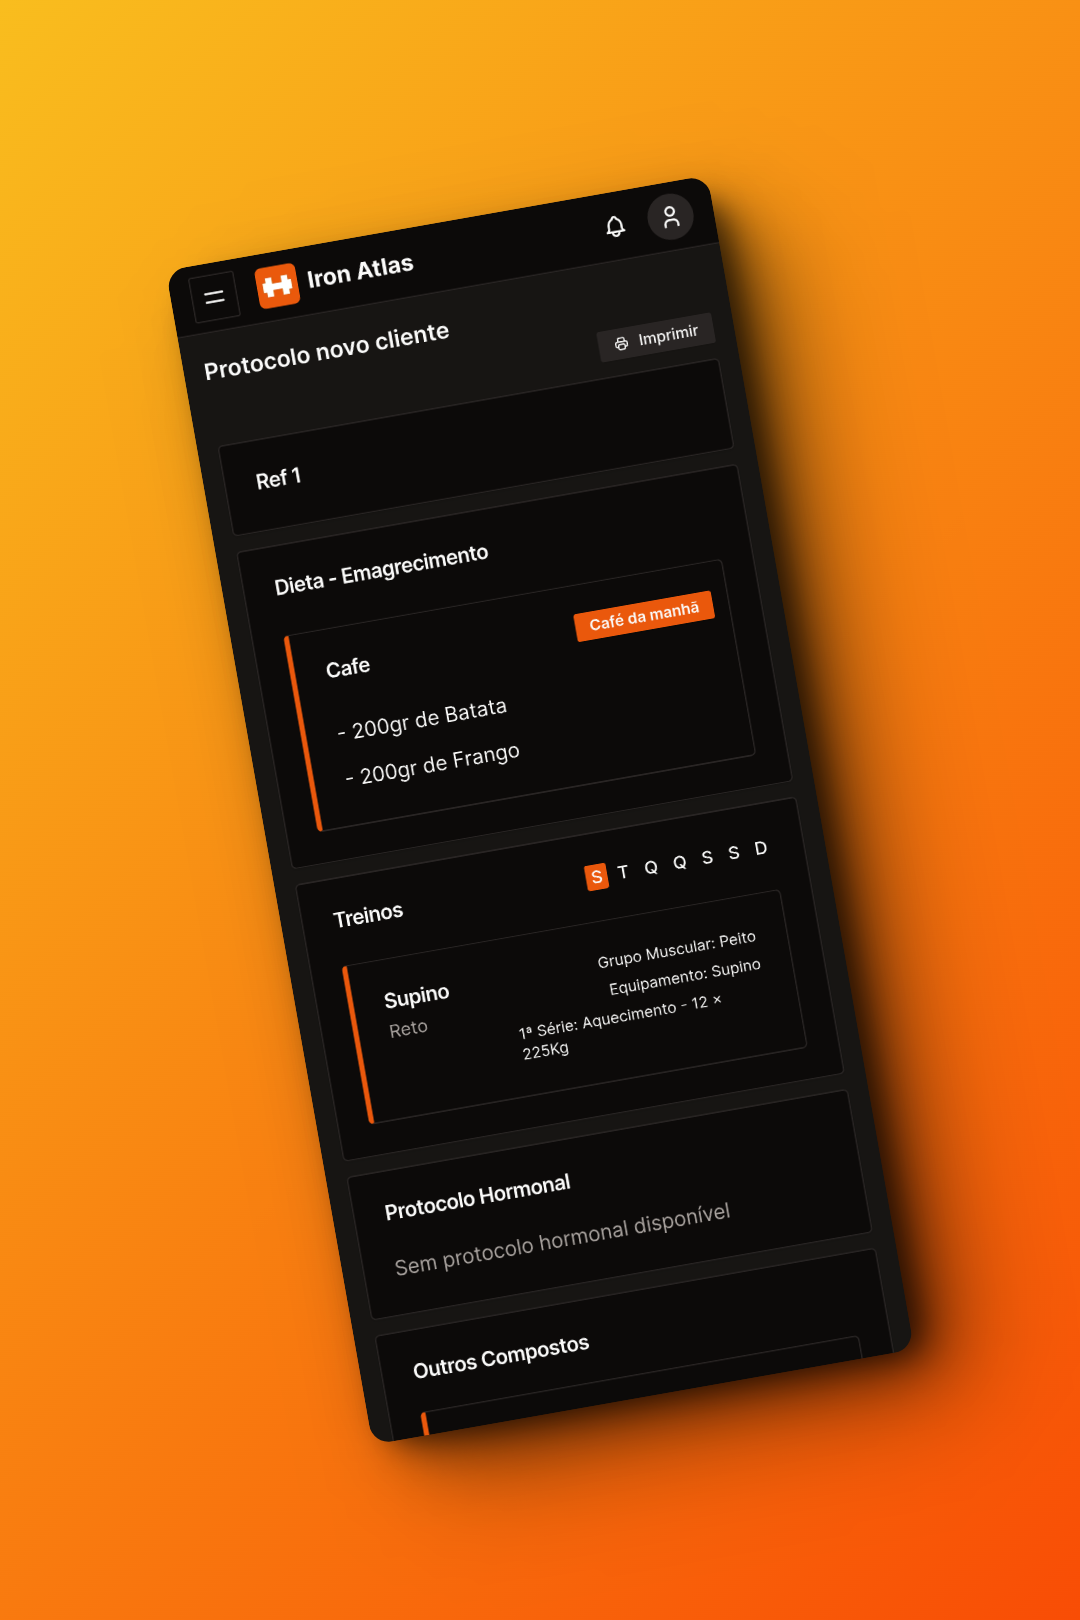 Iron Atlas
Protocolo novo cliente
Imprimir
Ref 1
Dieta - Emagrecimento
Café da manhã
Cafe
- 200gr de Batata
- 200gr de Frango
Treinos
S T Q Q S S D
Supino
Reto
Grupo Muscular: Peito
Equipamento: Supino
1ª Série: Aquecimento - 12 ×
225Kg
Protocolo Hormonal
Sem protocolo hormonal disponível
Outros Compostos